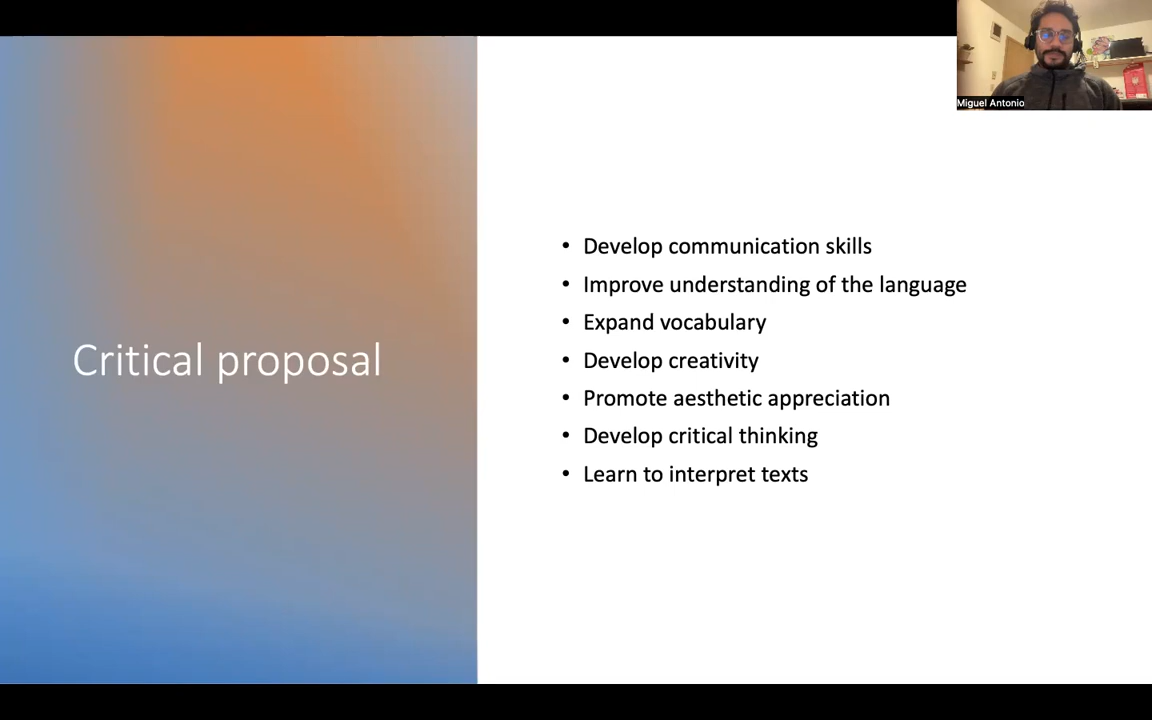 Miguel Antonio
Critical proposal
• Develop communication skills
• Improve understanding of the language
• Expand vocabulary
• Develop creativity
• Promote aesthetic appreciation
• Develop critical thinking
• Learn to interpret texts